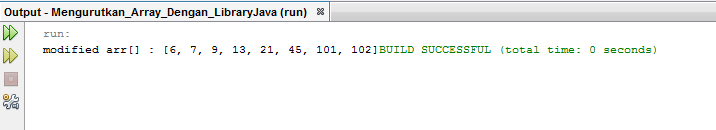 Output - Mengurutkan_Array_Dengan_LibraryJava (run)
run:
modified arr[] : [6, 7, 9, 13, 21, 45, 101, 102]BUILD SUCCESSFUL (total time: 0 seconds)